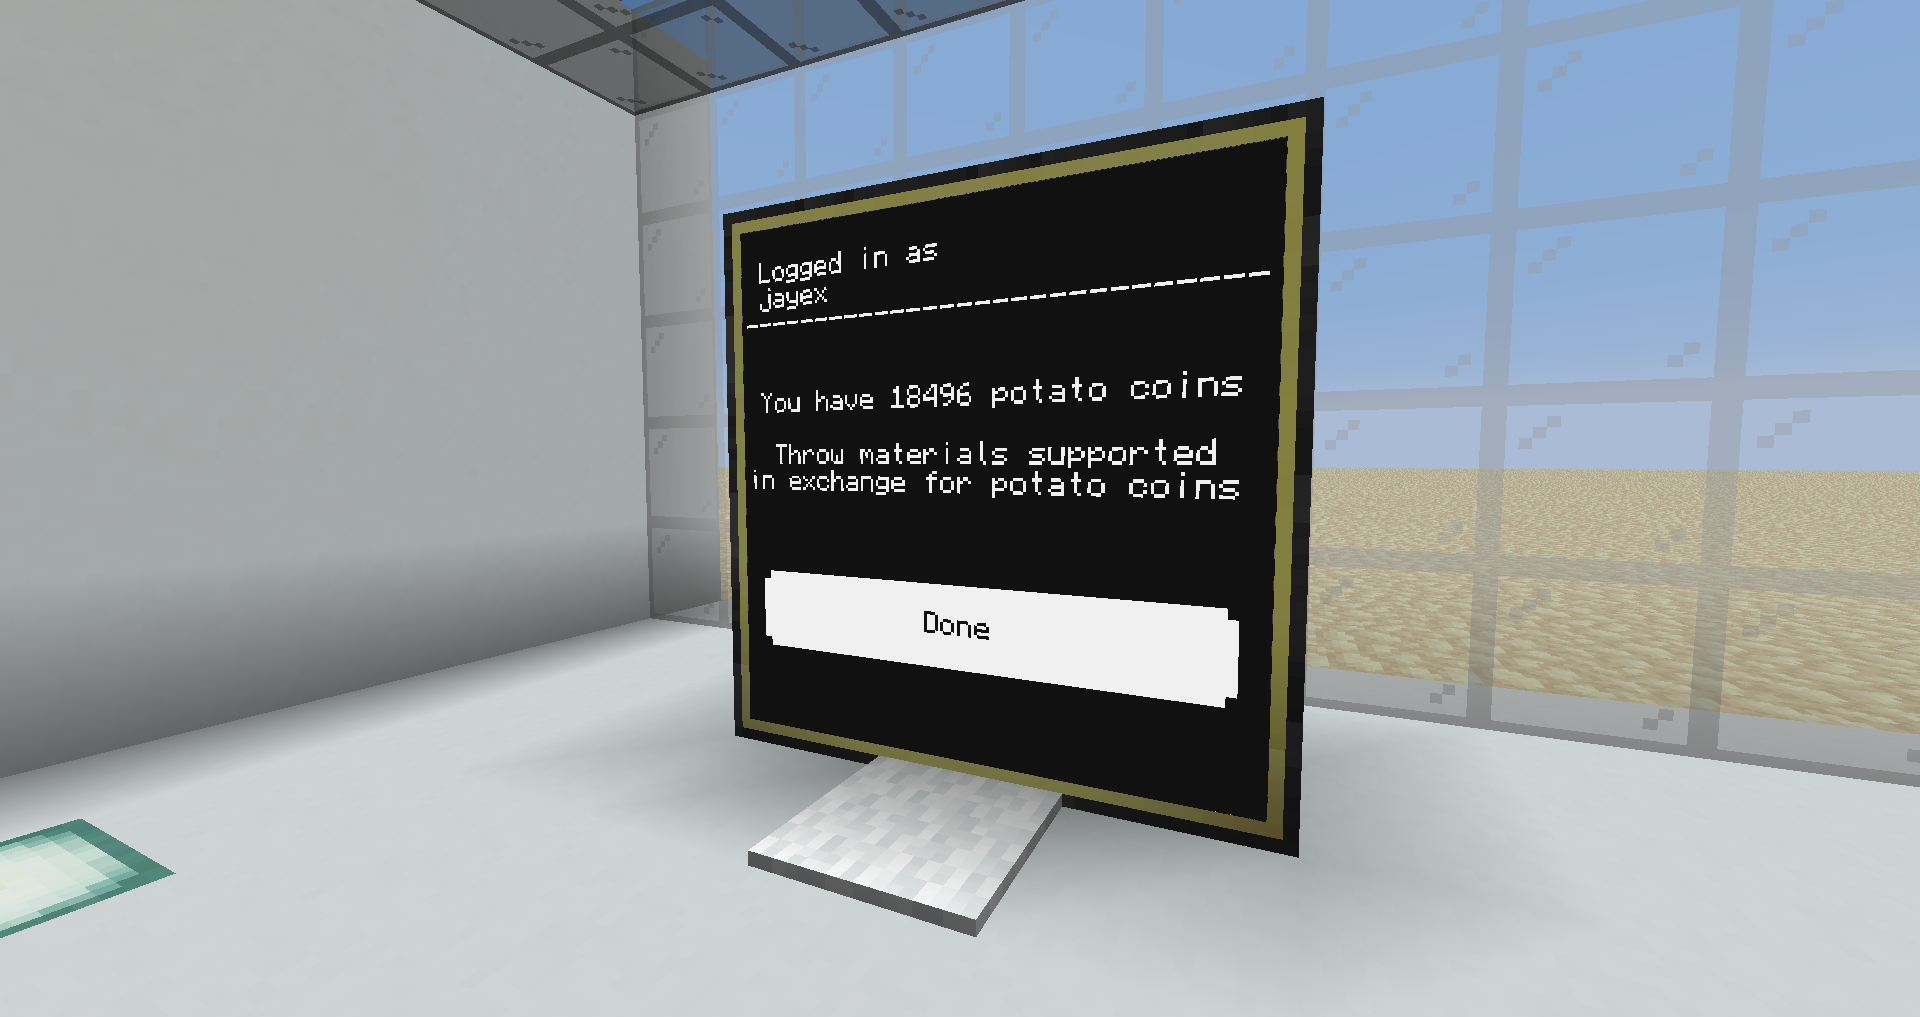 Logged in as
jayex
You have 18496 potato coins
Throw materials supported
in exchange for potato coins
Done